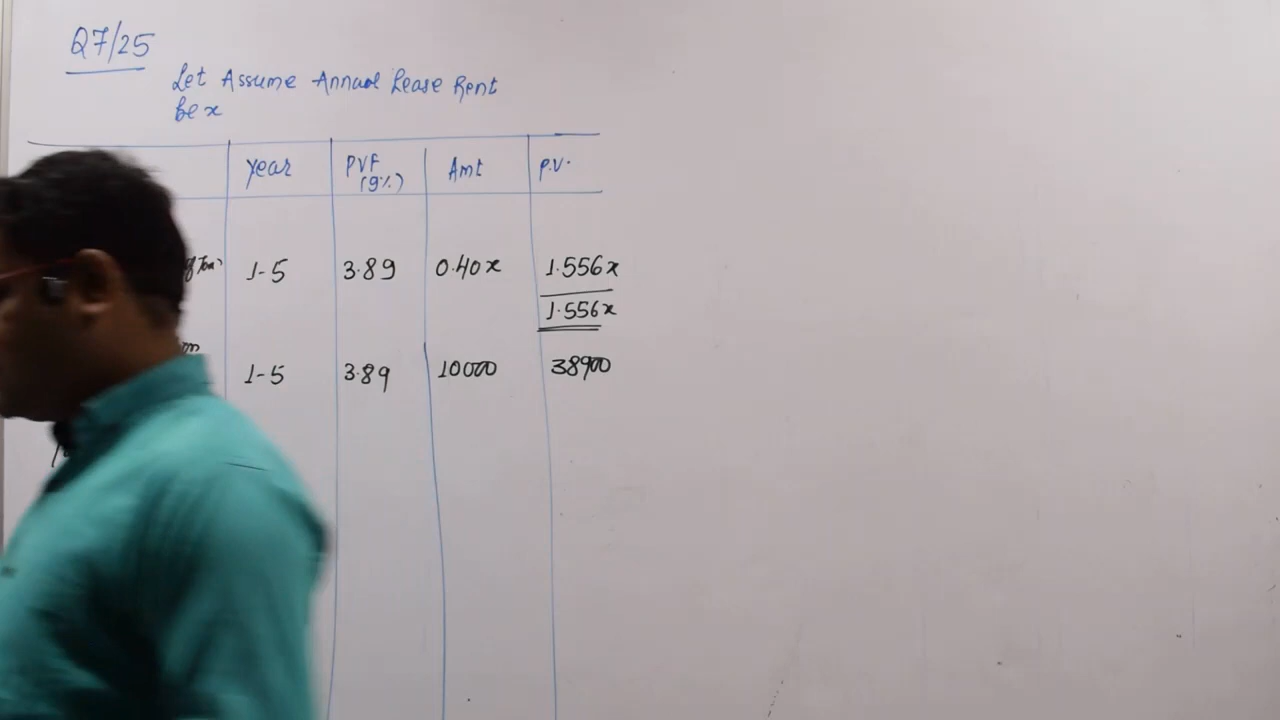 Q7/25
Let Assume Annual Lease Rent
be x
Year PVF (9%) Amt P.V.
1-5 3.89 0.40x 1.556x
1.556x
1-5 3.89 10000 38900